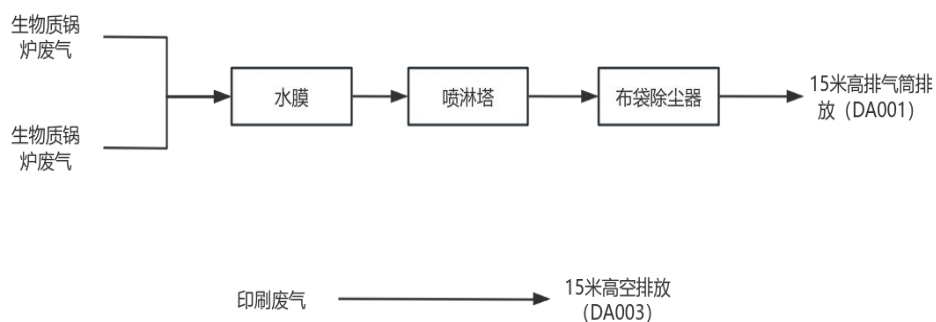 生物质锅
炉废气
生物质锅
炉废气
水膜
喷淋塔
布袋除尘器
15米高排气筒排
放（DA001）
印刷废气
15米高空排放
（DA003）